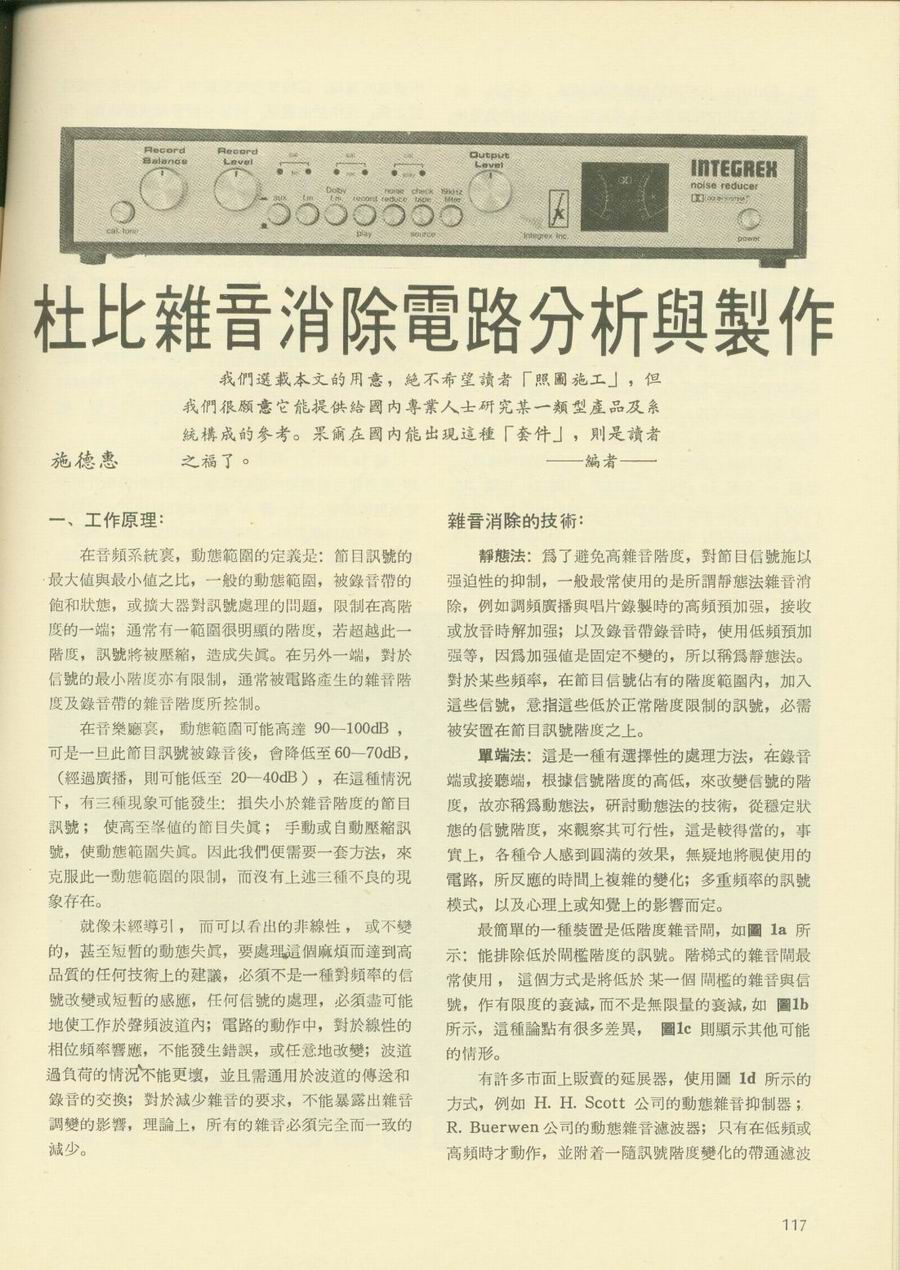 Record
Balance
Record
Level
Output
Level
INTEGREX
noise reducer
Dolby
aux.
f.m
f.m.
record
noise
reduce
check
tape
19kHz
filter
play
source
cal. tone
Integrex Inc.
power
杜比雜音消除電路分析與製作
我們選載本文的用意，絕不希望讀者「照圖施工」，但
我們很願意它能提供給國內專業人士研究某一類型產品及系
統構成的參考。果爾在國內能出現這種「套件」，則是讀者
之福了。 ——編者——
施德惠
一、工作原理：
在音頻系統裏，動態範圍的定義是：節目訊號的
最大値與最小値之比，一般的動態範圍，被錄音帶的
飽和狀態，或擴大器對訊號處理的問題，限制在高階
度的一端；通常有一範圍很明顯的階度，若超越此一
階度，訊號將被壓縮，造成失眞。在另外一端，對於
信號的最小階度亦有限制，通常被電路產生的雜音階
度及錄音帶的雜音階度所控制。
在音樂廳裏，動態範圍可能高達 90—100dB，
可是一旦此節目訊號被錄音後，會降低至60—70dB，
（經過廣播，則可能低至 20—40dB），在這種情況
下，有三種現象可能發生：損失小於雜音階度的節目
訊號；使高至峯値的節目失眞；手動或自動壓縮訊
號，使動態範圍失眞。因此我們便需要一套方法，來
克服此一動態範圍的限制，而沒有上述三種不良的現
象存在。
就像未經導引，而可以看出的非線性，或不變
的，甚至短暫的動態失眞，要處理這個麻煩而達到高
品質的任何技術上的建議，必須不是一種對頻率的信
號改變或短暫的感應，任何信號的處理，必須盡可能
地使工作於聲頻波道內；電路的動作中，對於線性的
相位頻率響應，不能發生錯誤，或任意地改變；波道
過負荷的情況不能更壞，並且需通用於波道的傳送和
錄音的交換；對於減少雜音的要求，不能暴露出雜音
調變的影響，理論上，所有的雜音必須完全而一致的
減少。
雜音消除的技術：
靜態法：爲了避免高雜音階度，對節目信號施以
强迫性的抑制，一般最常使用的是所謂靜態法雜音消
除，例如調頻廣播與唱片錄製時的高頻預加强，接收
或放音時解加强；以及錄音帶錄音時，使用低頻預加
强等，因爲加强値是固定不變的，所以稱爲靜態法。
對於某些頻率，在節目信號佔有的階度範圍內，加入
這些信號，意指這些低於正常階度限制的訊號，必需
被安置在節目訊號階度之上。
單端法：這是一種有選擇性的處理方法，在錄音
端或接聽端，根據信號階度的高低，來改變信號的階
度，故亦稱爲動態法，硏討動態法的技術，從穩定狀
態的信號階度，來觀察其可行性，這是較得當的，事
實上，各種令人感到圓滿的效果，無疑地將視使用的
電路，所反應的時間上複雜的變化；多重頻率的訊號
模式，以及心理上或知覺上的影響而定。
最簡單的一種裝置是低階度雜音閘，如圖 1a 所
示：能排除低於閘檻階度的訊號。階梯式的雜音閘最
常使用，這個方式是將低於某一個閘檻的雜音與信
號，作有限度的衰減，而不是無限量的衰減，如 圖1b
所示，這種論點有很多差異， 圖1c 則顯示其他可能
的情形。
有許多市面上販賣的延展器，使用圖 1d 所示的
方式，例如 H. H. Scott 公司的動態雜音抑制器；
R. Buerwen 公司的動態雜音濾波器；只有在低頻或
高頻時才動作，並附着一隨訊號階度變化的帶通濾波
117